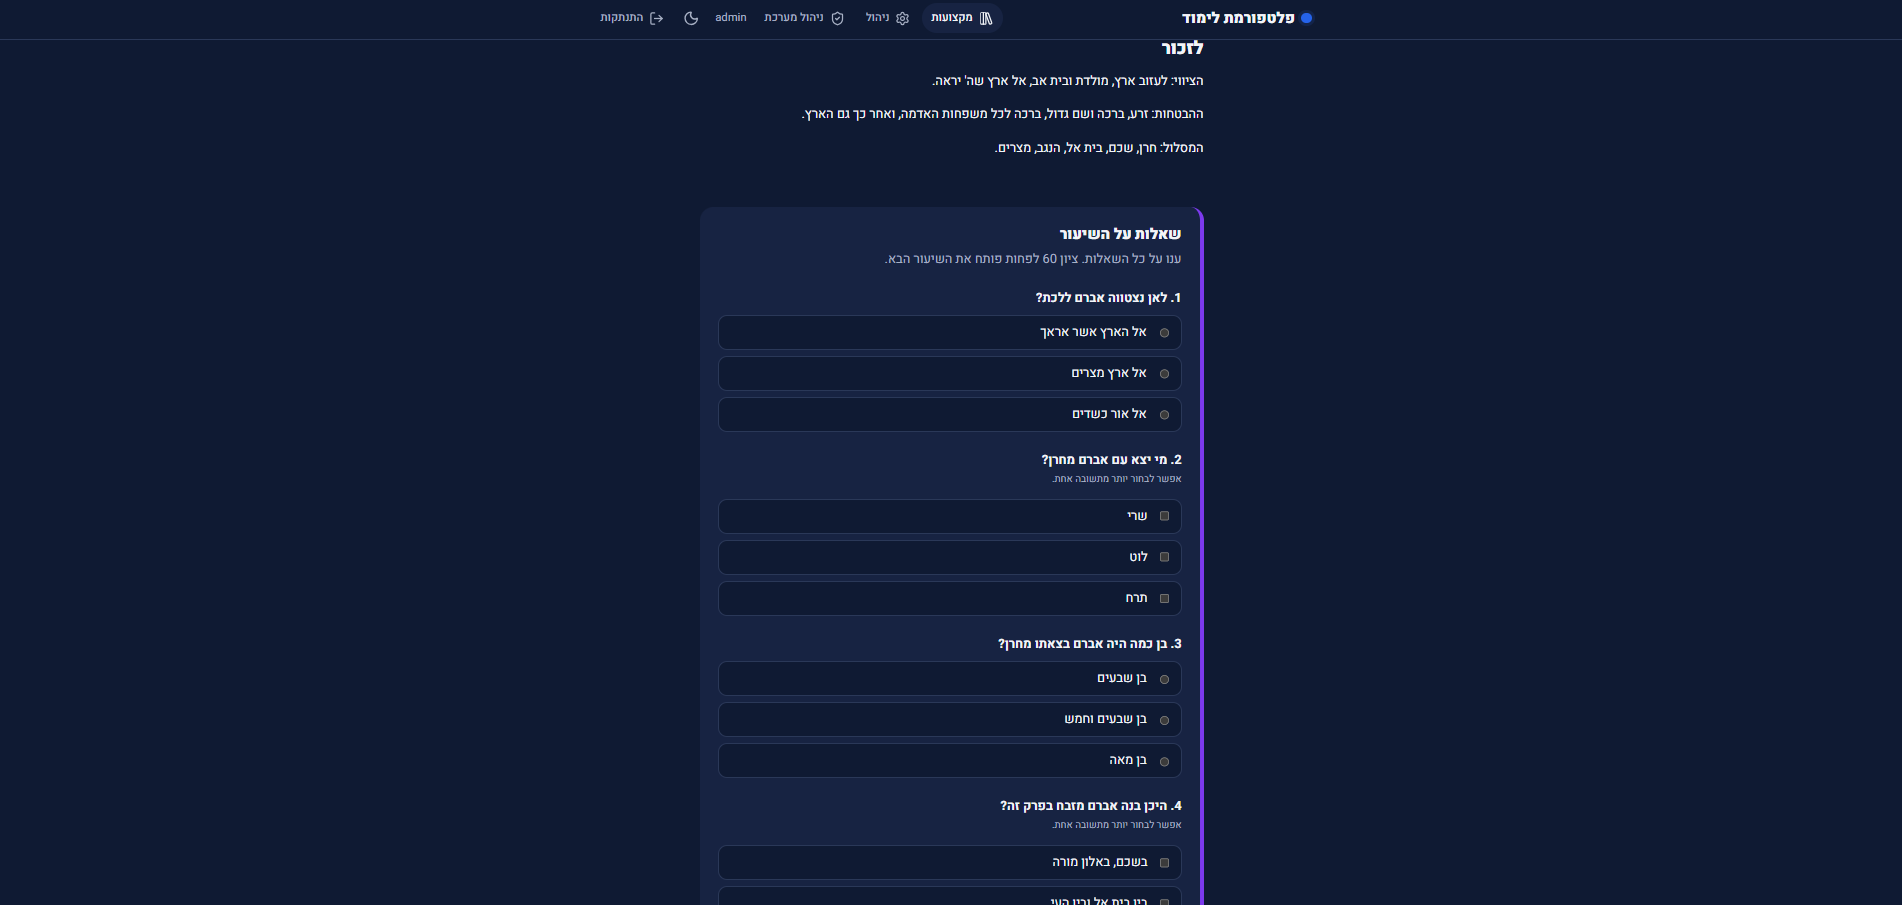 פלטפורמת לימוד
מקצועות
ניהול
ניהול מערכת
admin
התנתקות
לזכור
הציווי: לעזוב ארץ, מולדת ובית אב, אל ארץ שה' יראה.
ההבטחות: זרע, ברכה ושם גדול, ברכה לכל משפחות האדמה, ואחר כך גם הארץ.
המסלול: חרן, שכם, בית אל, הנגב, מצרים.
שאלות על השיעור
ענו על כל השאלות. ציון 60 לפחות פותח את השיעור הבא.
1. לאן נצטווה אברם ללכת?
אל הארץ אשר אראך
אל ארץ מצרים
אל אור כשדים
2. מי יצא עם אברם מחרן?
אפשר לבחור יותר מתשובה אחת.
שרי
לוט
תרח
3. בן כמה היה אברם בצאתו מחרן?
בן שבעים
בן שבעים וחמש
בן מאה
4. היכן בנה אברם מזבח בפרק זה?
אפשר לבחור יותר מתשובה אחת.
בשכם, באלון מורה
בין בית אל ובין העי